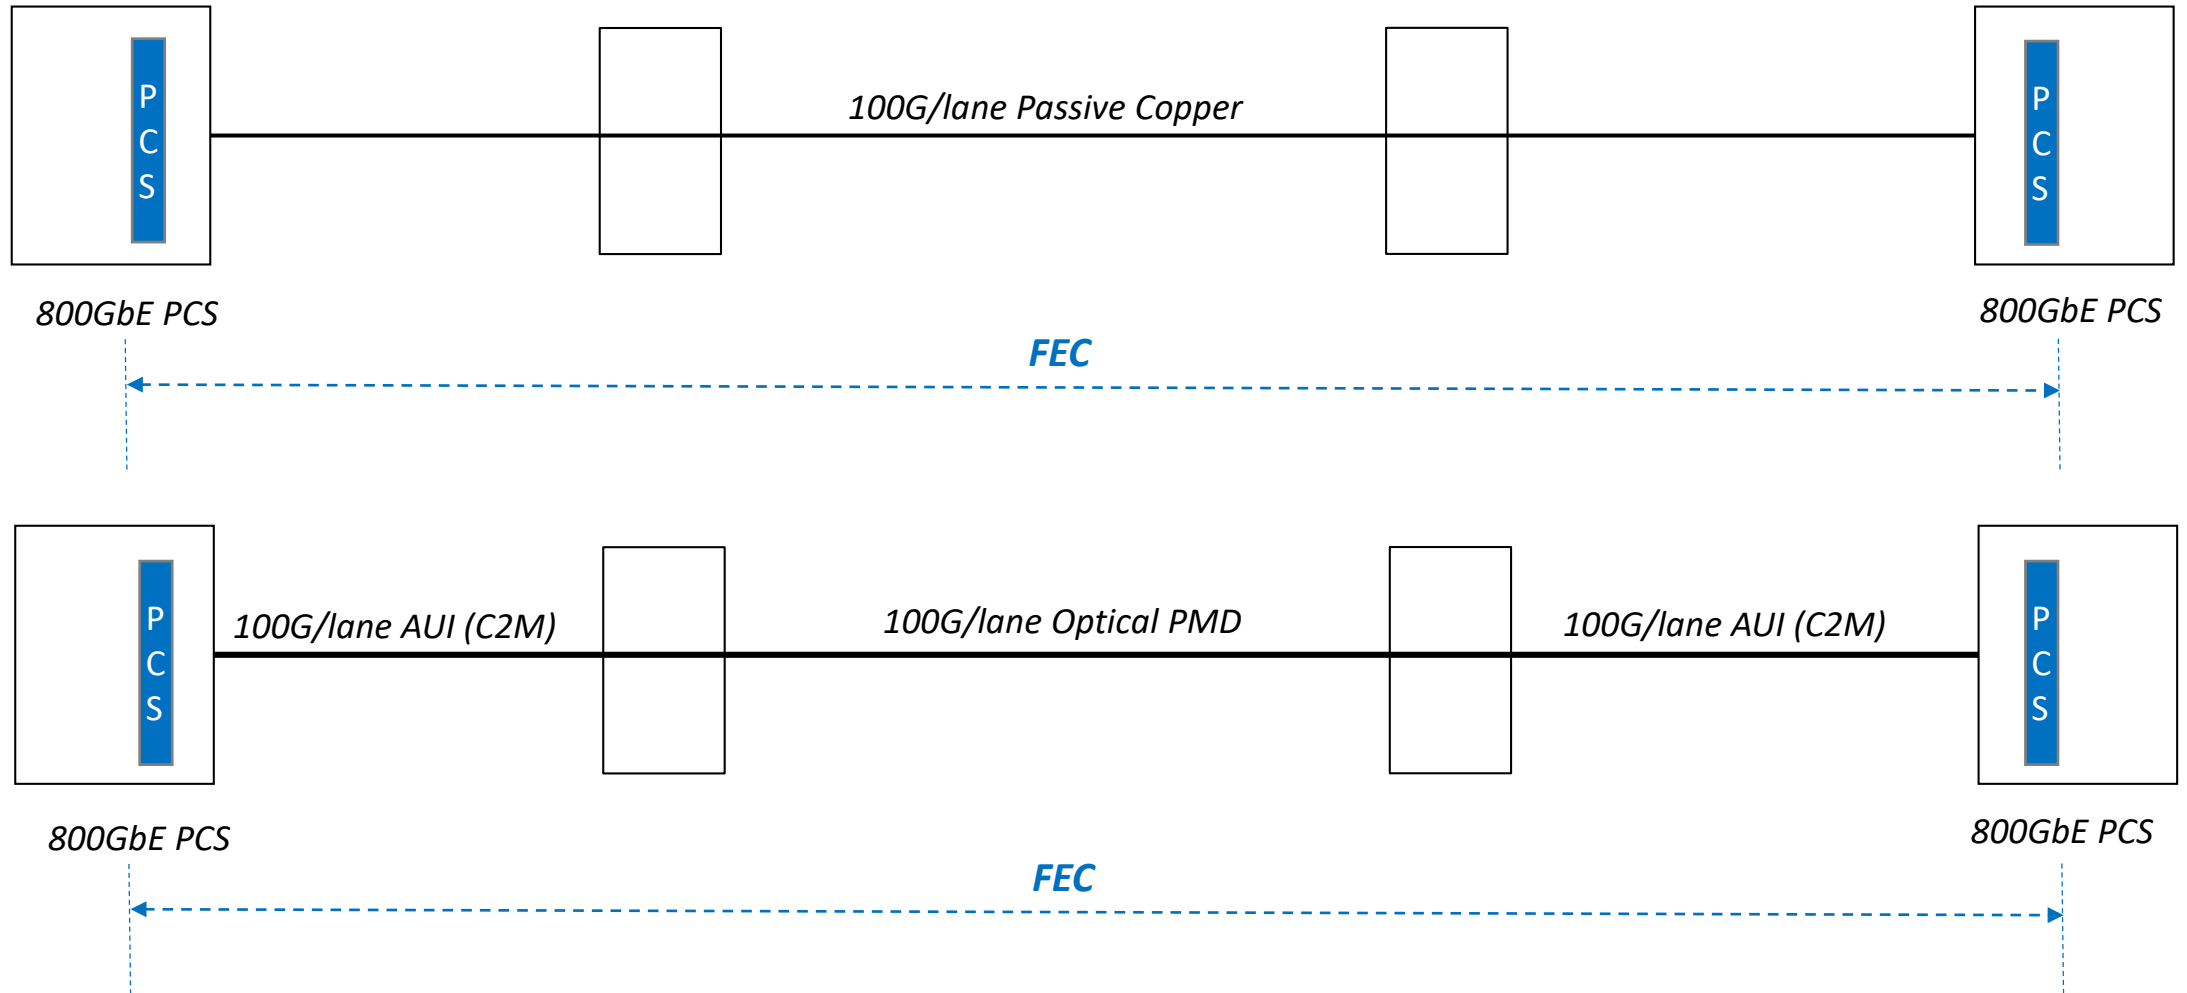 P
C
S
100G/lane Passive Copper
P
C
S
800GbE PCS
800GbE PCS
FEC
P
C
S
100G/lane AUI (C2M)
100G/lane Optical PMD
100G/lane AUI (C2M)
P
C
S
800GbE PCS
800GbE PCS
FEC